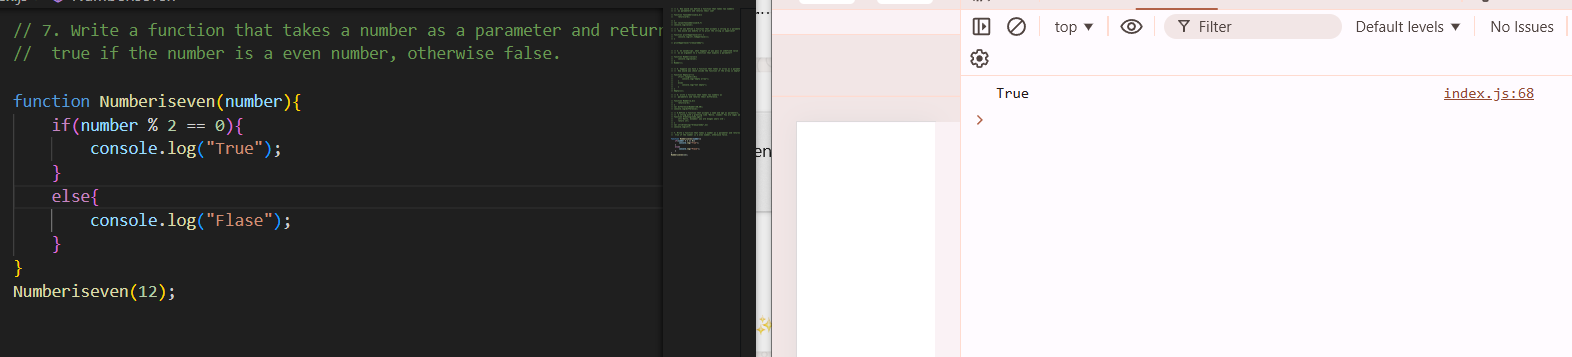 // 7. Write a function that takes a number as a parameter and return
//  true if the number is a even number, otherwise false.
function Numberiseven(number){
if(number % 2 == 0){
console.log("True");
}
else{
console.log("Flase");
}
}
Numberiseven(12);
en
top
Filter
Default levels
No Issues
True
index.js:68